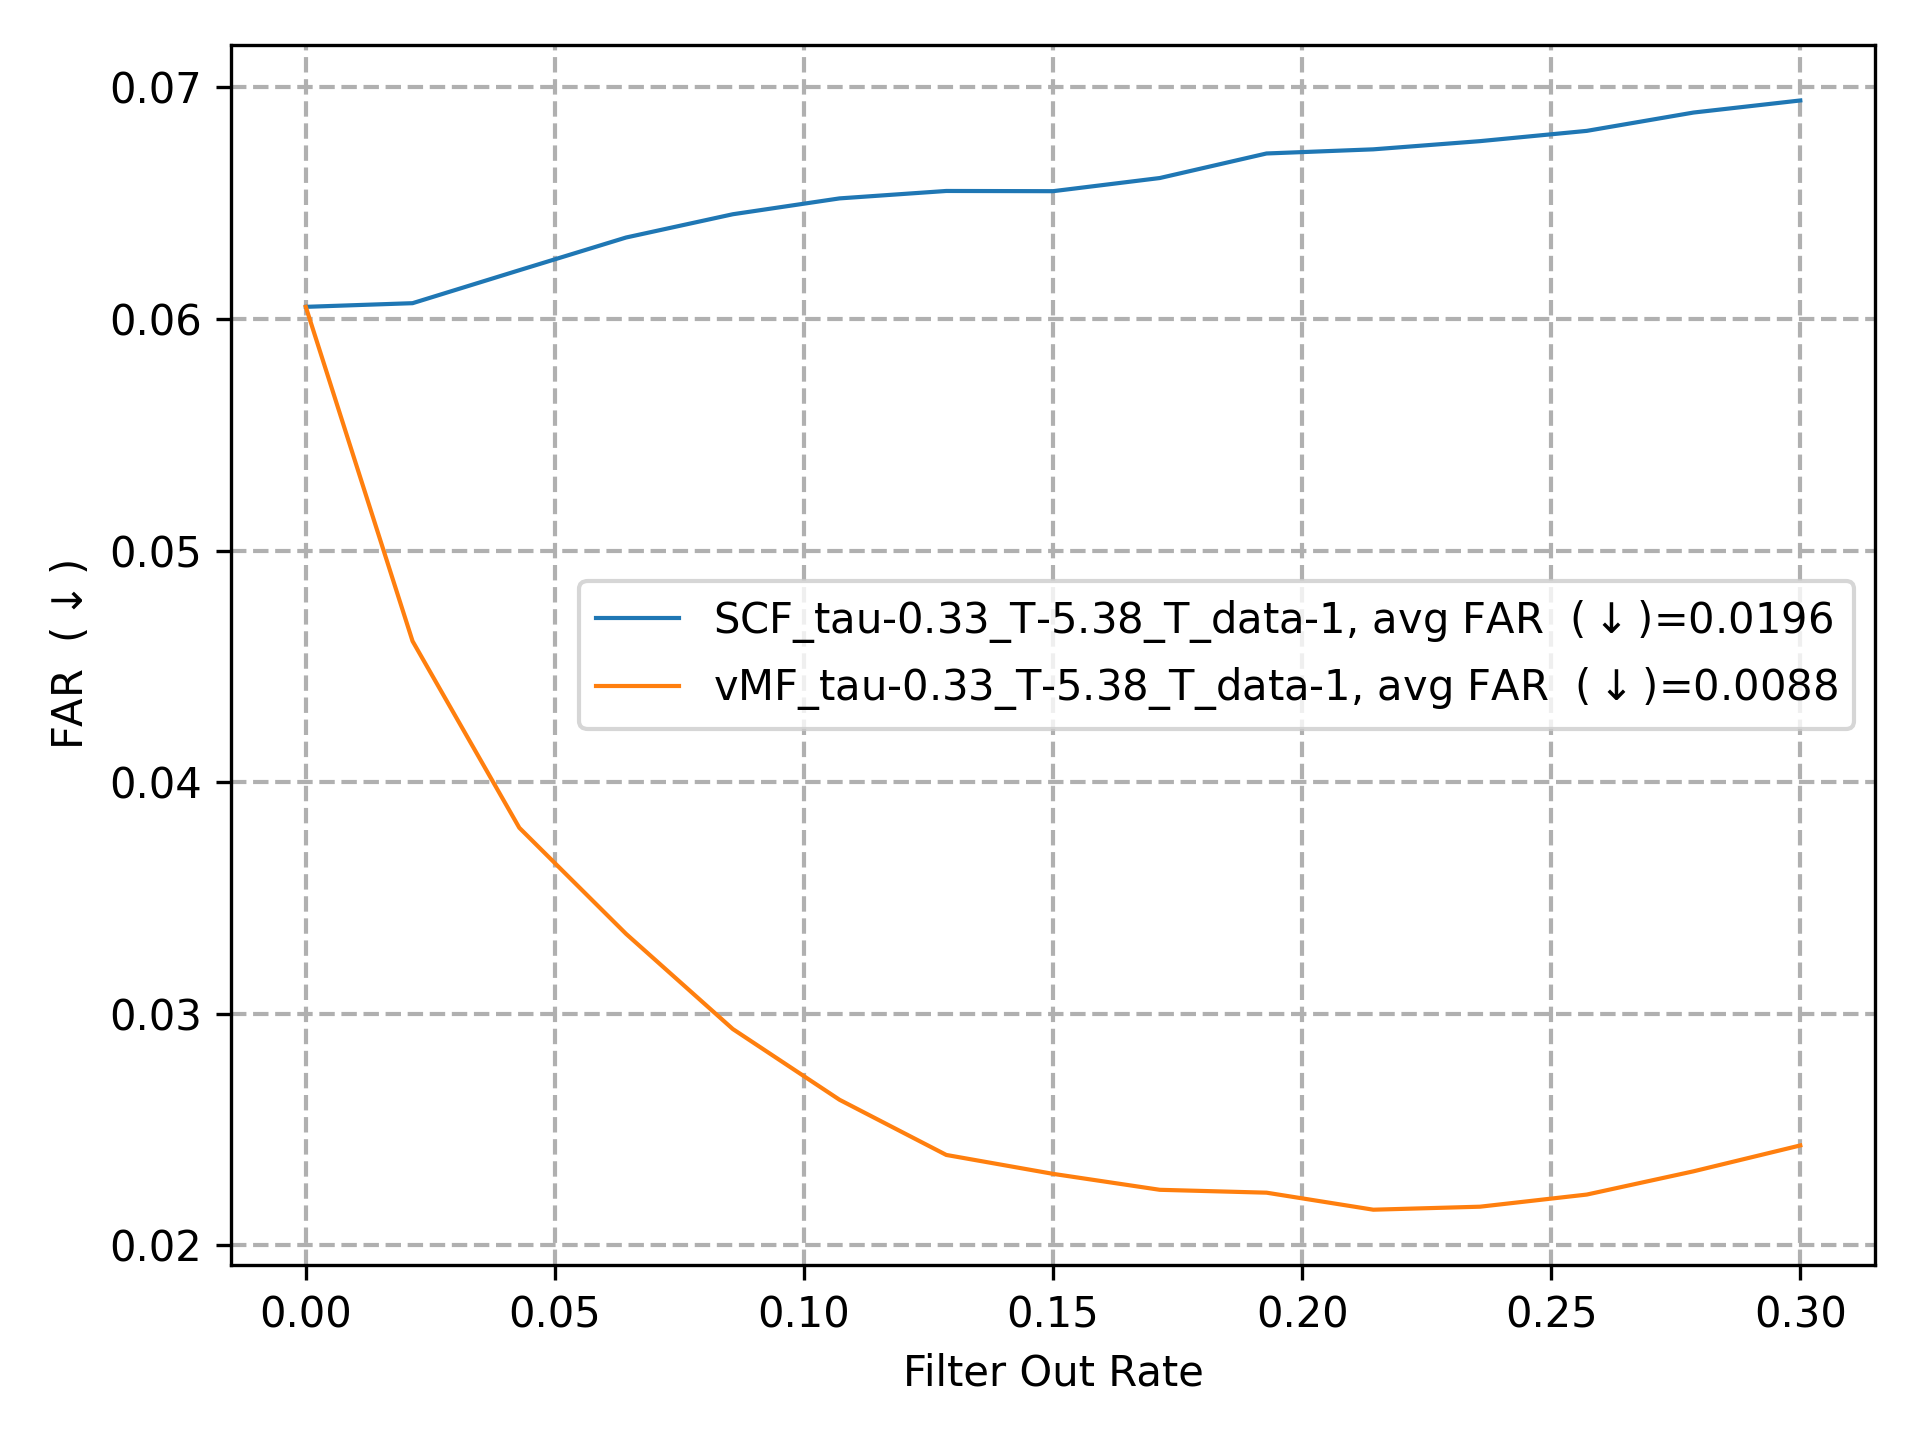 0.07
0.06
0.05
0.04
0.03
0.02
FAR (↓)
SCF_tau-0.33_T-5.38_T_data-1, avg FAR (↓)=0.0196
vMF_tau-0.33_T-5.38_T_data-1, avg FAR (↓)=0.0088
0.00 0.05 0.10 0.15 0.20 0.25 0.30
Filter Out Rate